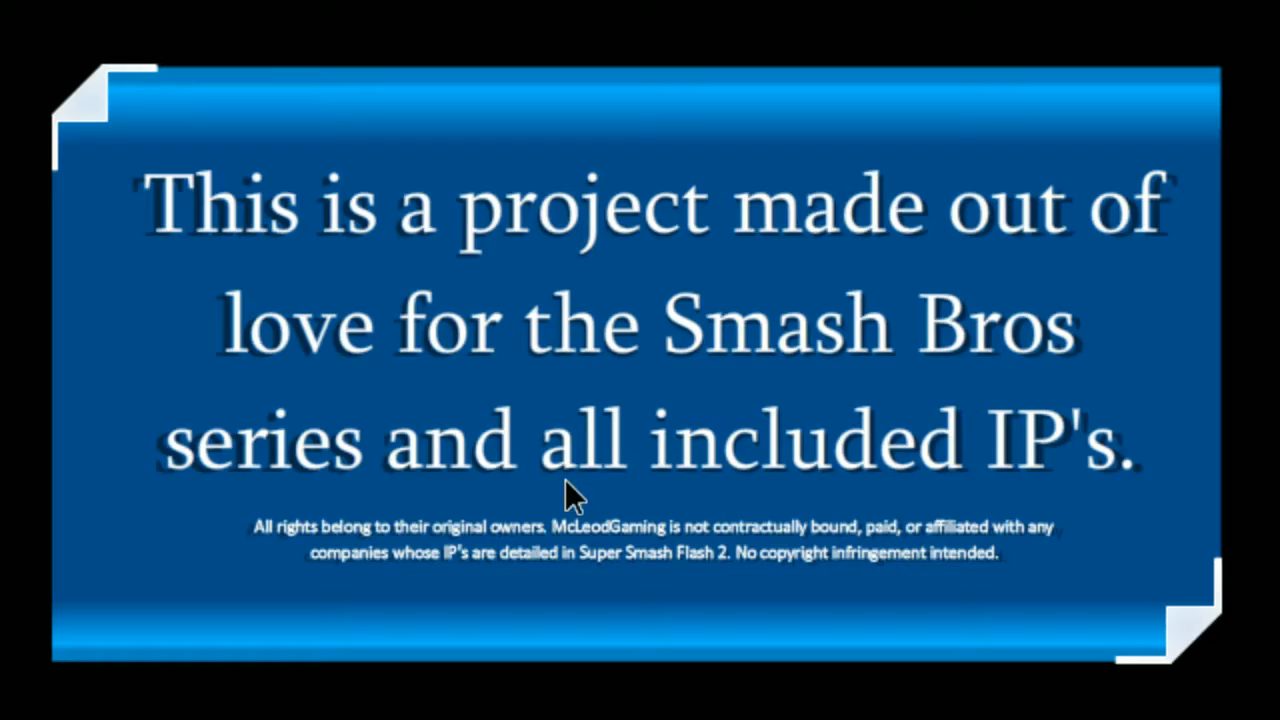 This is a project made out of
love for the Smash Bros
series and all included IP's.
All rights belong to their original owners. McLeodGaming is not contractually bound, paid, or affiliated with any
companies whose IP's are detailed in Super Smash Flash 2. No copyright infringement intended.